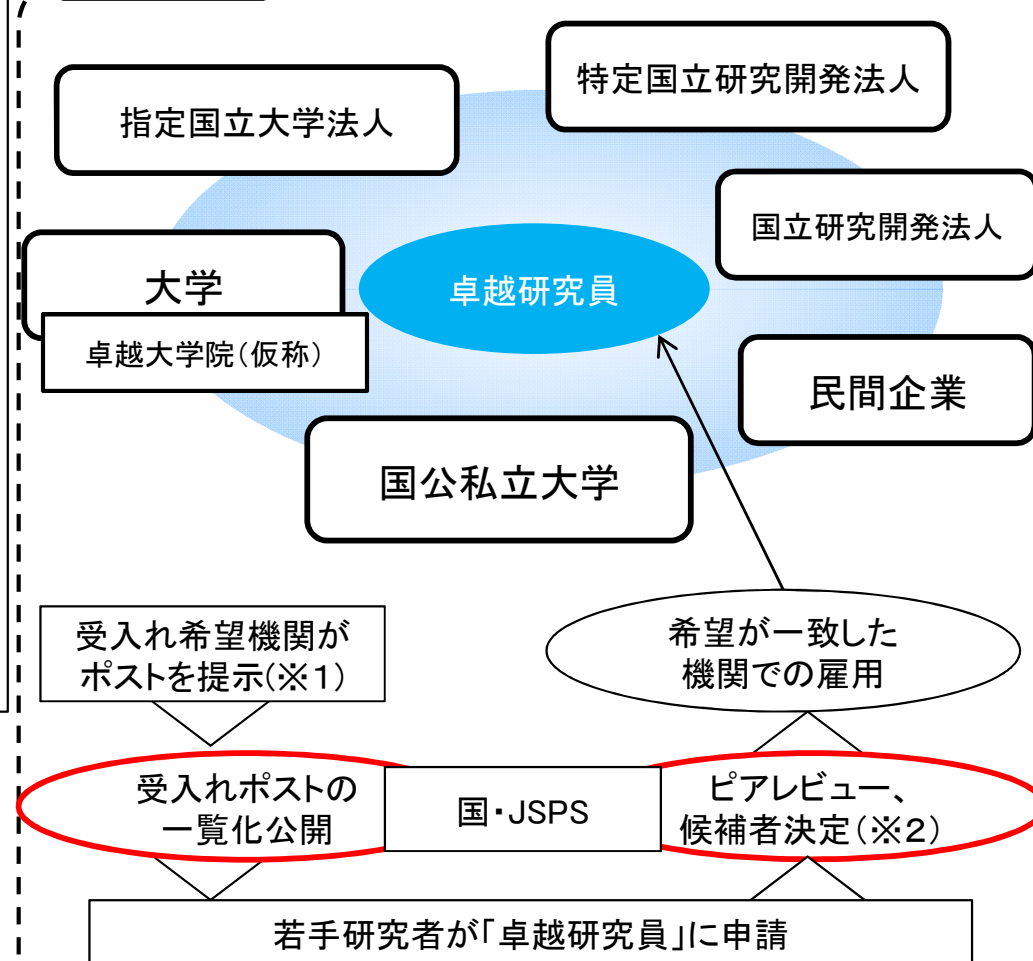 特定国立研究開発法人
指定国立大学法人
国立研究開発法人
大学
卓越研究員
卓越大学院(仮称)
民間企業
国公私立大学
受入れ希望機関が
ポストを提示(※1)
希望が一致した
機関での雇用
受入れポストの
一覧化公開
国・JSPS
ピアレビュー、
候補者決定(※2)
若手研究者が「卓越研究員」に申請